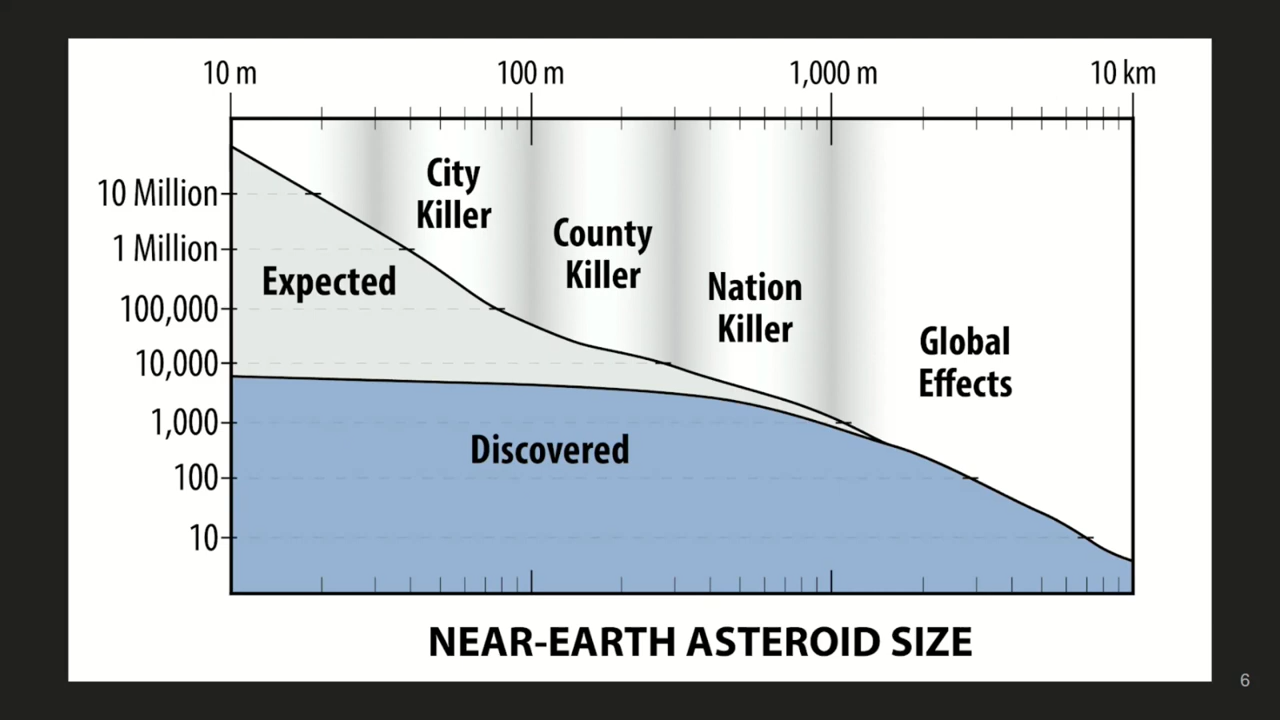 10 m
100 m
1,000 m
10 km
10 Million
1 Million
100,000
10,000
1,000
100
10
City
Killer
County
Killer
Nation
Killer
Global
Effects
Expected
Discovered
NEAR-EARTH ASTEROID SIZE
6